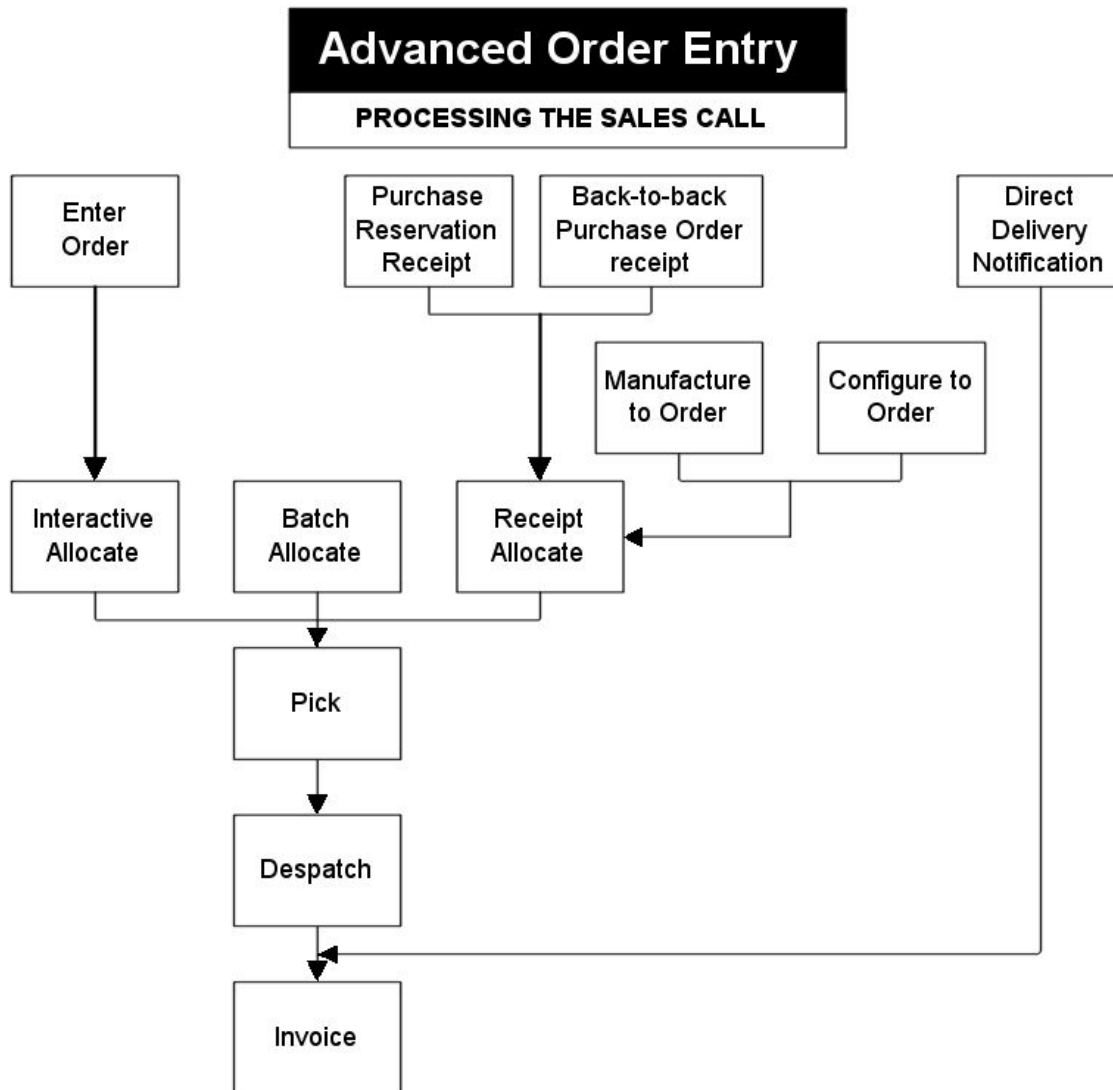 Advanced Order Entry
PROCESSING THE SALES CALL
Enter
Order
Purchase
Reservation
Receipt
Back-to-back
Purchase Order
receipt
Direct
Delivery
Notification
Manufacture
to Order
Configure to
Order
Interactive
Allocate
Batch
Allocate
Receipt
Allocate
Pick
Despatch
Invoice